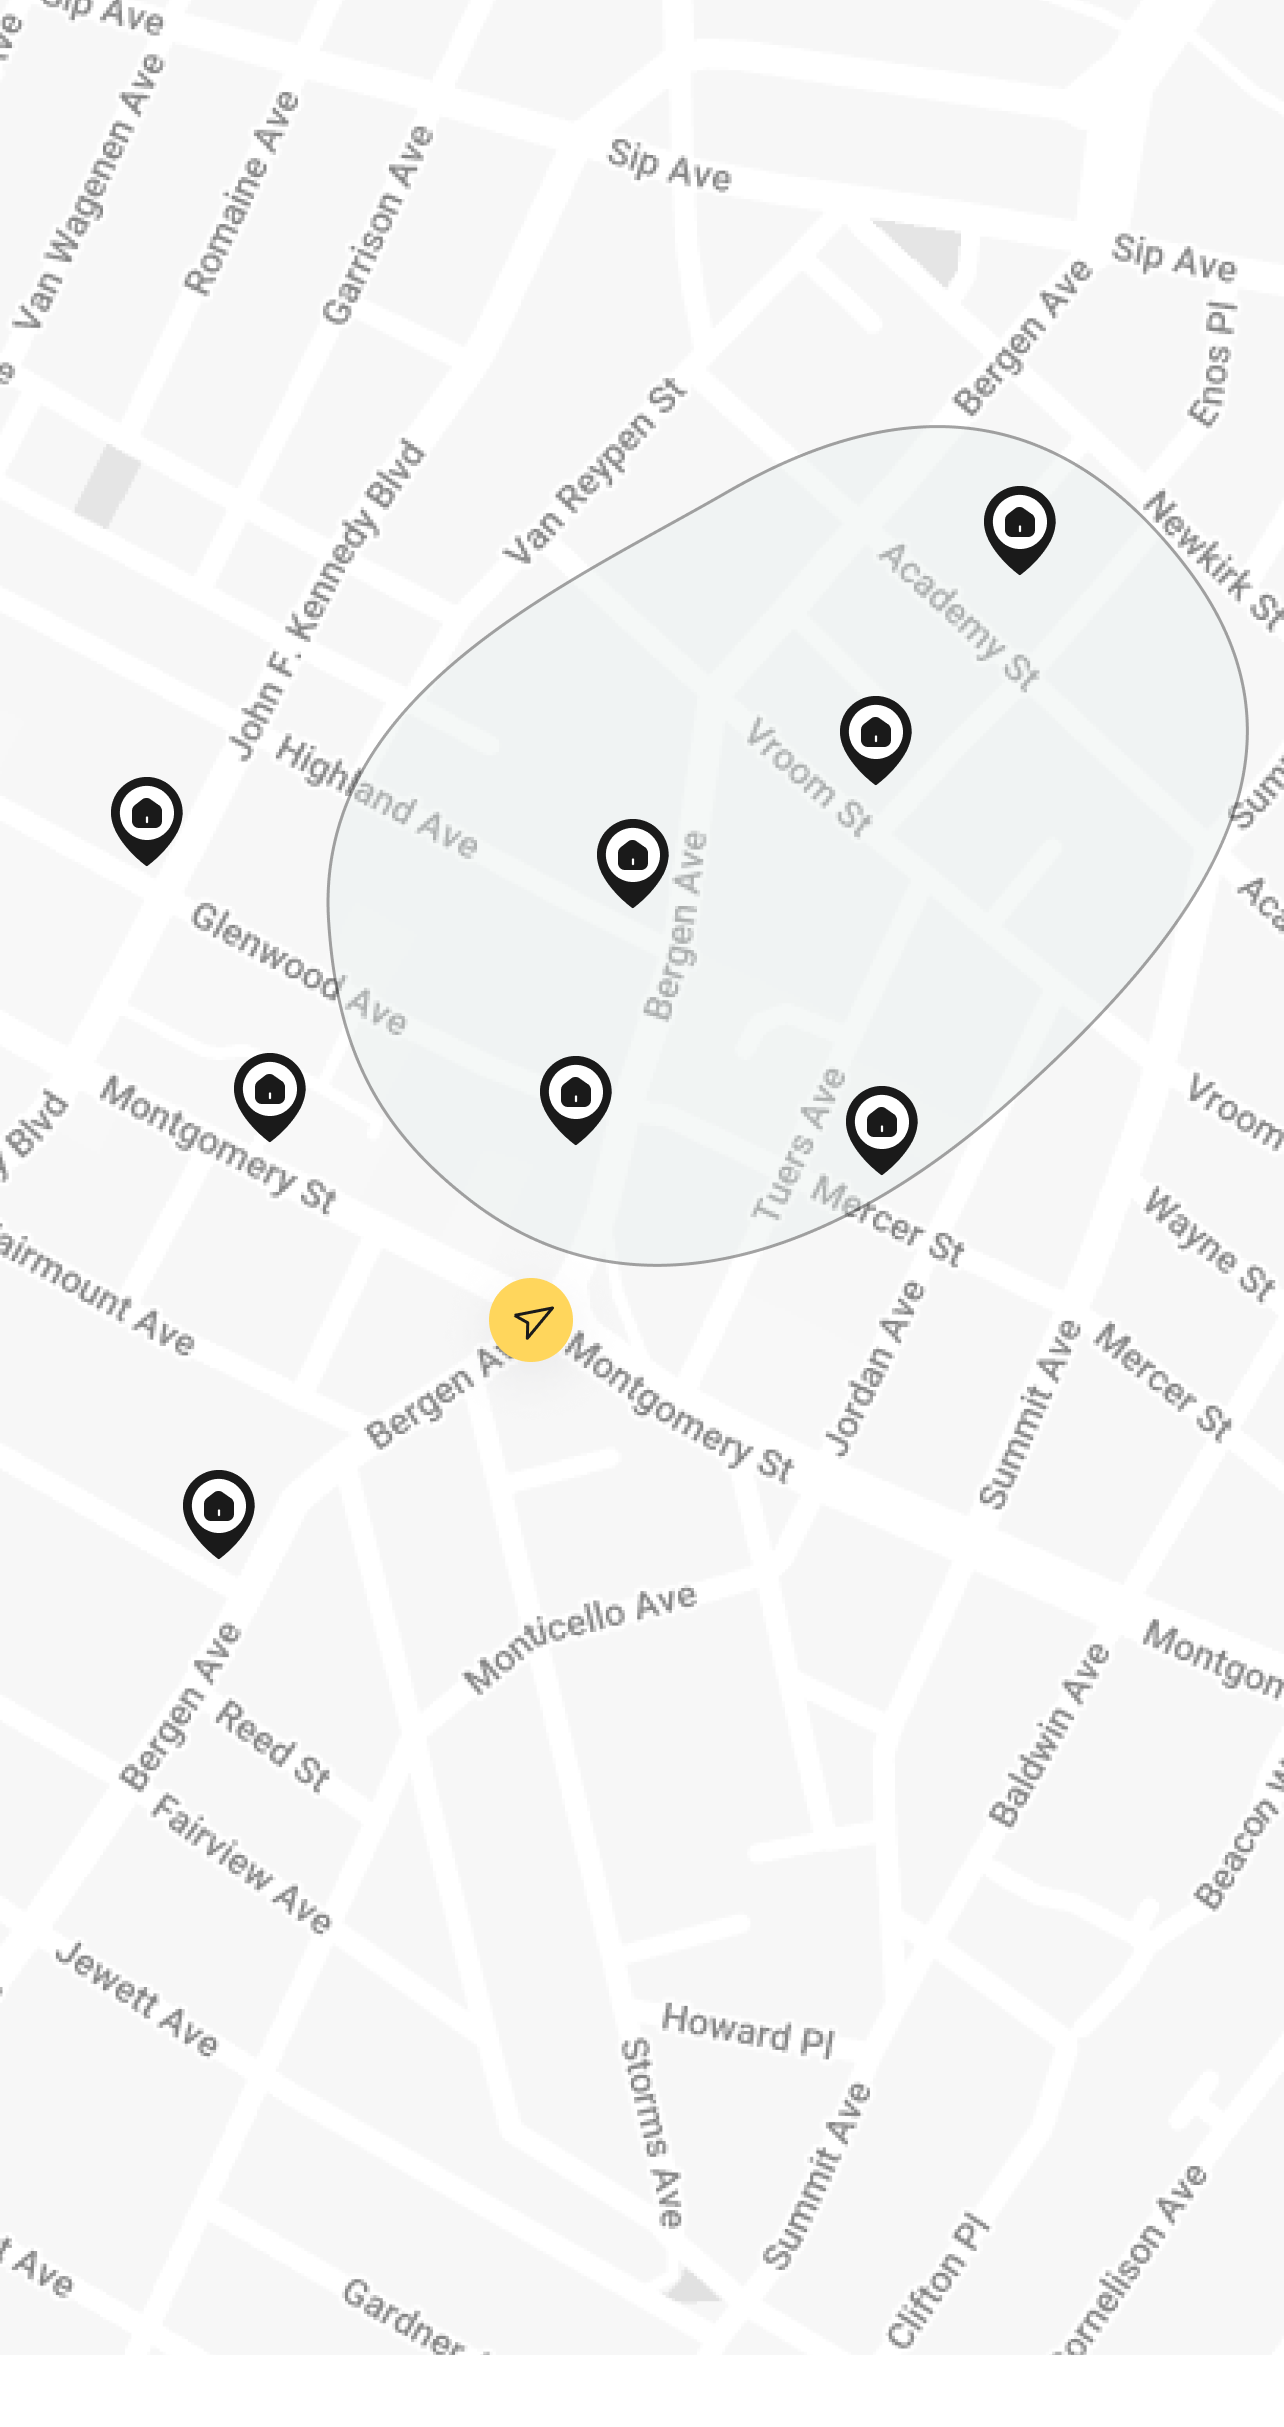 Sip Ave
Van Wagenen Ave
Romaine Ave
Garrison Ave
Sip Ave
Sip Ave
Bergen Ave
Enos Pl
Van Reypen St
John F. Kennedy Blvd
Newkirk St
Academy St
Vroom St
Highland Ave
Bergen Ave
Glenwood Ave
Montgomery St
Tuers Ave
Mercer St
Vroom
Wayne St
Blvd
Bergen
Montgomery St
Jordan Ave
Summit Ave
Mercer St
Monticello Ave
Bergen Ave
Reed St
Baldwin Ave
Fairview Ave
Beacon
Jewett Ave
Howard Pl
Storms Ave
Summit Ave
Clifton Pl
Ave
Gardner